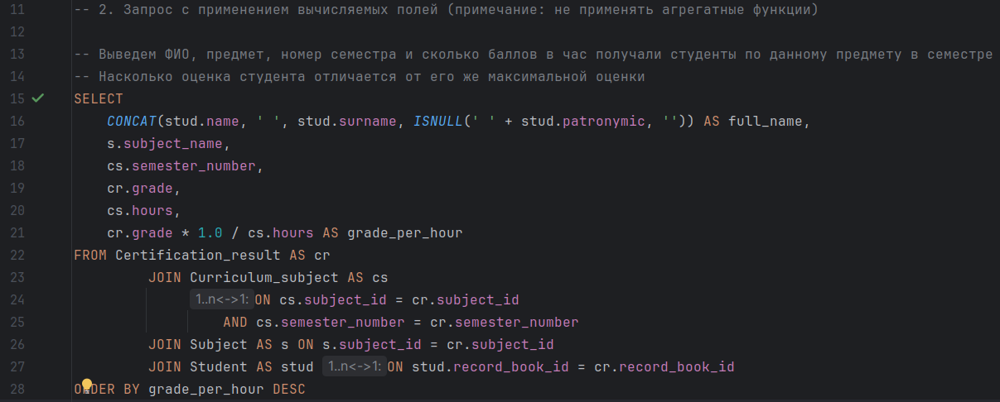 11 -- 2. Запрос с применением вычисляемых полей (примечание: не применять агрегатные функции)
12
13 -- Выведем ФИО, предмет, номер семестра и сколько баллов в час получали студенты по данному предмету в семестре
14 -- Насколько оценка студента отличается от его же максимальной оценки
15 SELECT
16 CONCAT(stud.name, ' ', stud.surname, ISNULL(' ' + stud.patronymic, '')) AS full_name,
17 s.subject_name,
18 cs.semester_number,
19 cr.grade,
20 cs.hours,
21 cr.grade * 1.0 / cs.hours AS grade_per_hour
22 FROM Certification_result AS cr
23 JOIN Curriculum_subject AS cs
24 1..n<->1: ON cs.subject_id = cr.subject_id
25 AND cs.semester_number = cr.semester_number
26 JOIN Subject AS s ON s.subject_id = cr.subject_id
27 JOIN Student AS stud 1..n<->1: ON stud.record_book_id = cr.record_book_id
28 ORDER BY grade_per_hour DESC